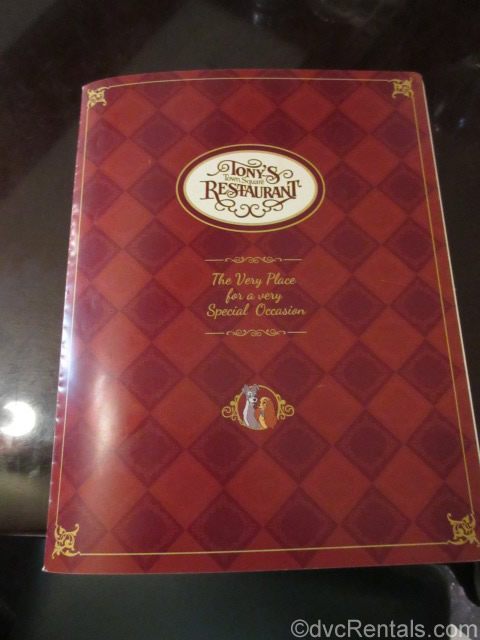 TONY'S
Town Square
RESTAURANT
The Very Place
for a very
Special Occasion
©dvcRentals.com